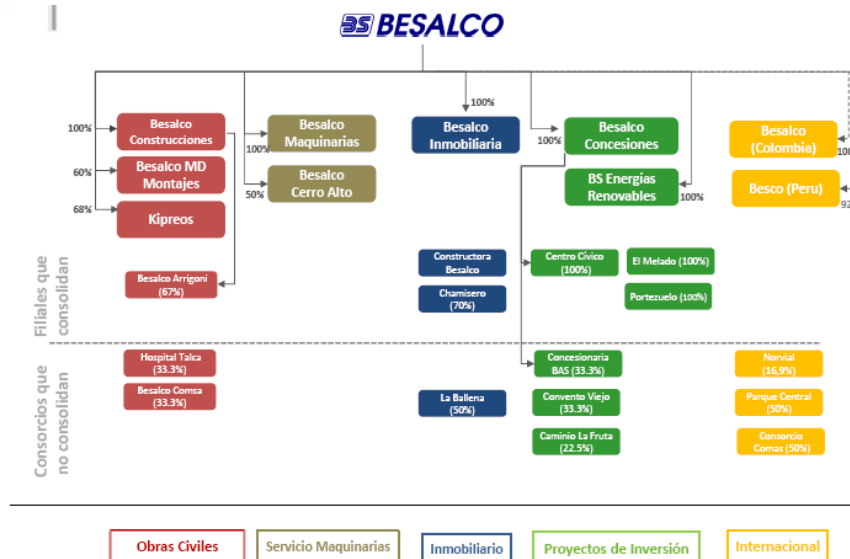 BS BESALCO
100%
Besalco
Construcciones
100%
Besalco
Maquinarias
100%
Besalco
Inmobiliaria
100%
Besalco
Concesiones
100%
Besalco
(Colombia)
60%
Besalco MD
Montajes
50%
Besalco
Cerro Alto
BS Energías
Renovables
100%
Besco (Peru)
68%
Kipreos
Filiales que
consolidan
Besalco Arrigoni
(67%)
Constructora
Besalco
Chamisero
(70%)
Centro Cívico
(100%)
El Melado (100%)
Portezuelo (100%)
Consorcios que
no consolidan
Hospital Talca
(33.3%)
Besalco Comsa
(33.3%)
La Ballena
(50%)
Concesionaria
BAS (33.3%)
Convento Viejo
(33.3%)
Caminio La Fruta
(22.5%)
Norvial
(16,9%)
Parque Central
(50%)
Consorcio
Comas (50%)
Obras Civiles
Servicio Maquinarias
Inmobiliario
Proyectos de Inversión
Internacional